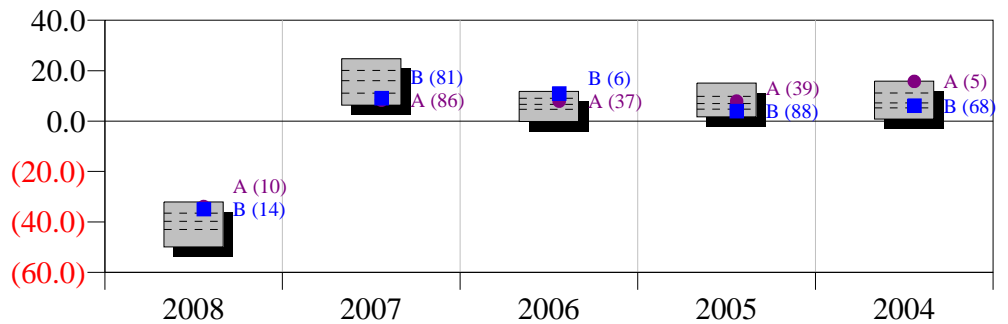 40.0
20.0
0.0
(20.0)
(40.0)
(60.0)
A (10)
B (14)
B (81)
A (86)
B (6)
A (37)
A (39)
B (88)
A (5)
B (68)
2008 2007 2006 2005 2004